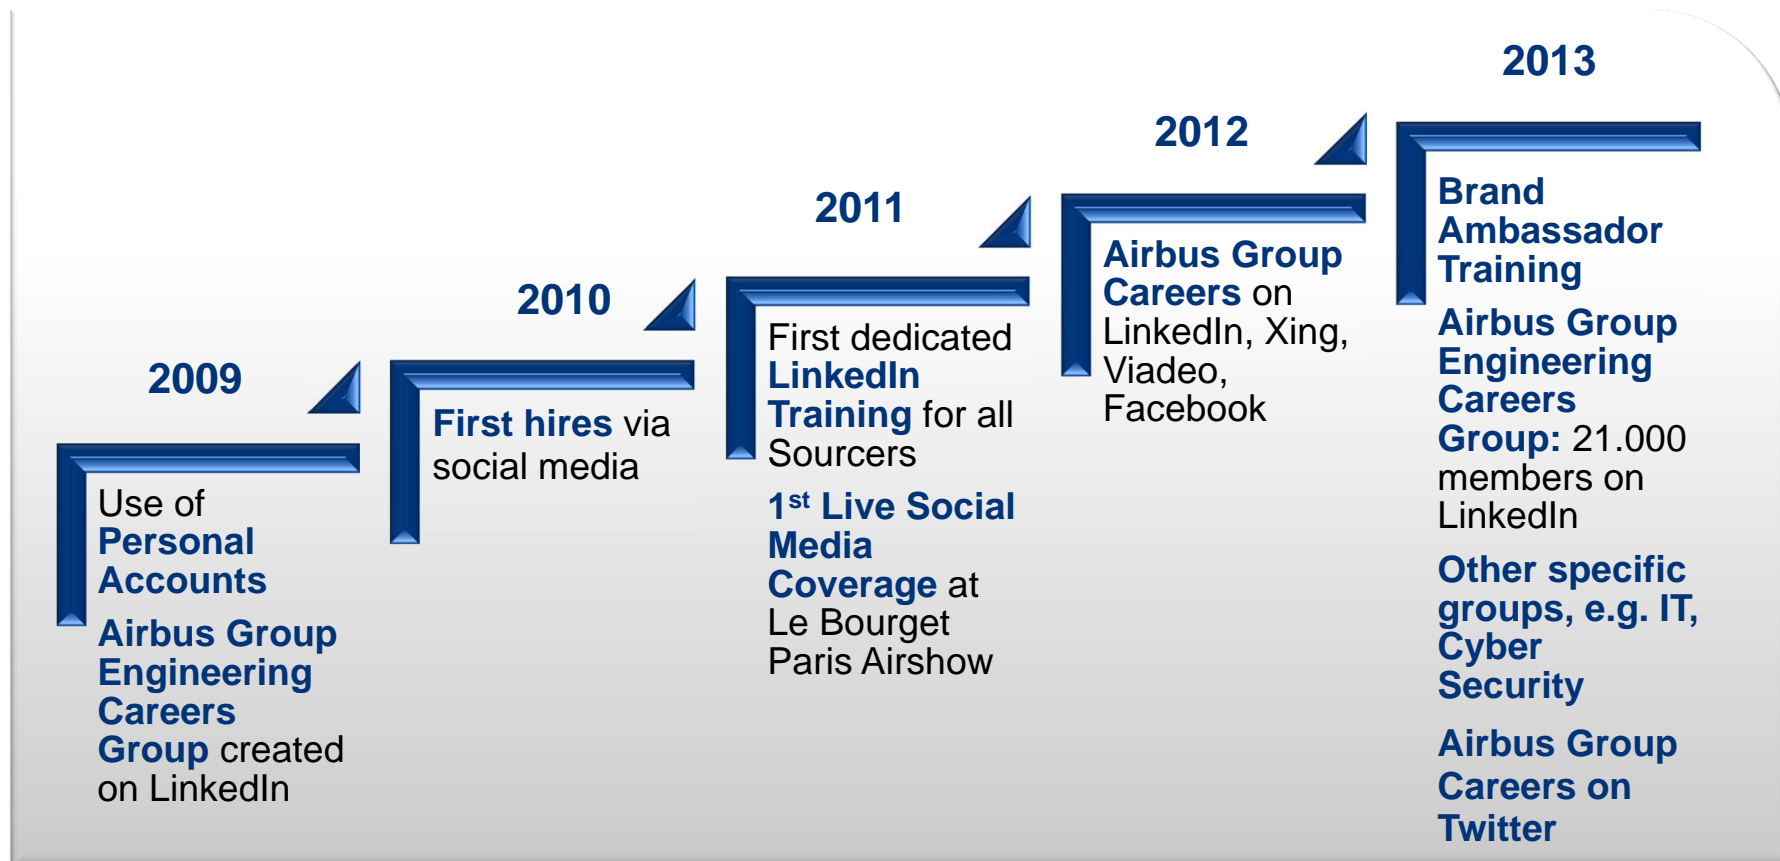 2009
Use of
Personal
Accounts
Airbus Group
Engineering
Careers
Group created
on LinkedIn
2010
First hires via
social media
2011
First dedicated
LinkedIn
Training for all
Sourcers
1st Live Social
Media
Coverage at
Le Bourget
Paris Airshow
2012
Airbus Group
Careers on
LinkedIn, Xing,
Viadeo,
Facebook
2013
Brand
Ambassador
Training
Airbus Group
Engineering
Careers
Group: 21.000
members on
LinkedIn
Other specific
groups, e.g. IT,
Cyber
Security
Airbus Group
Careers on
Twitter